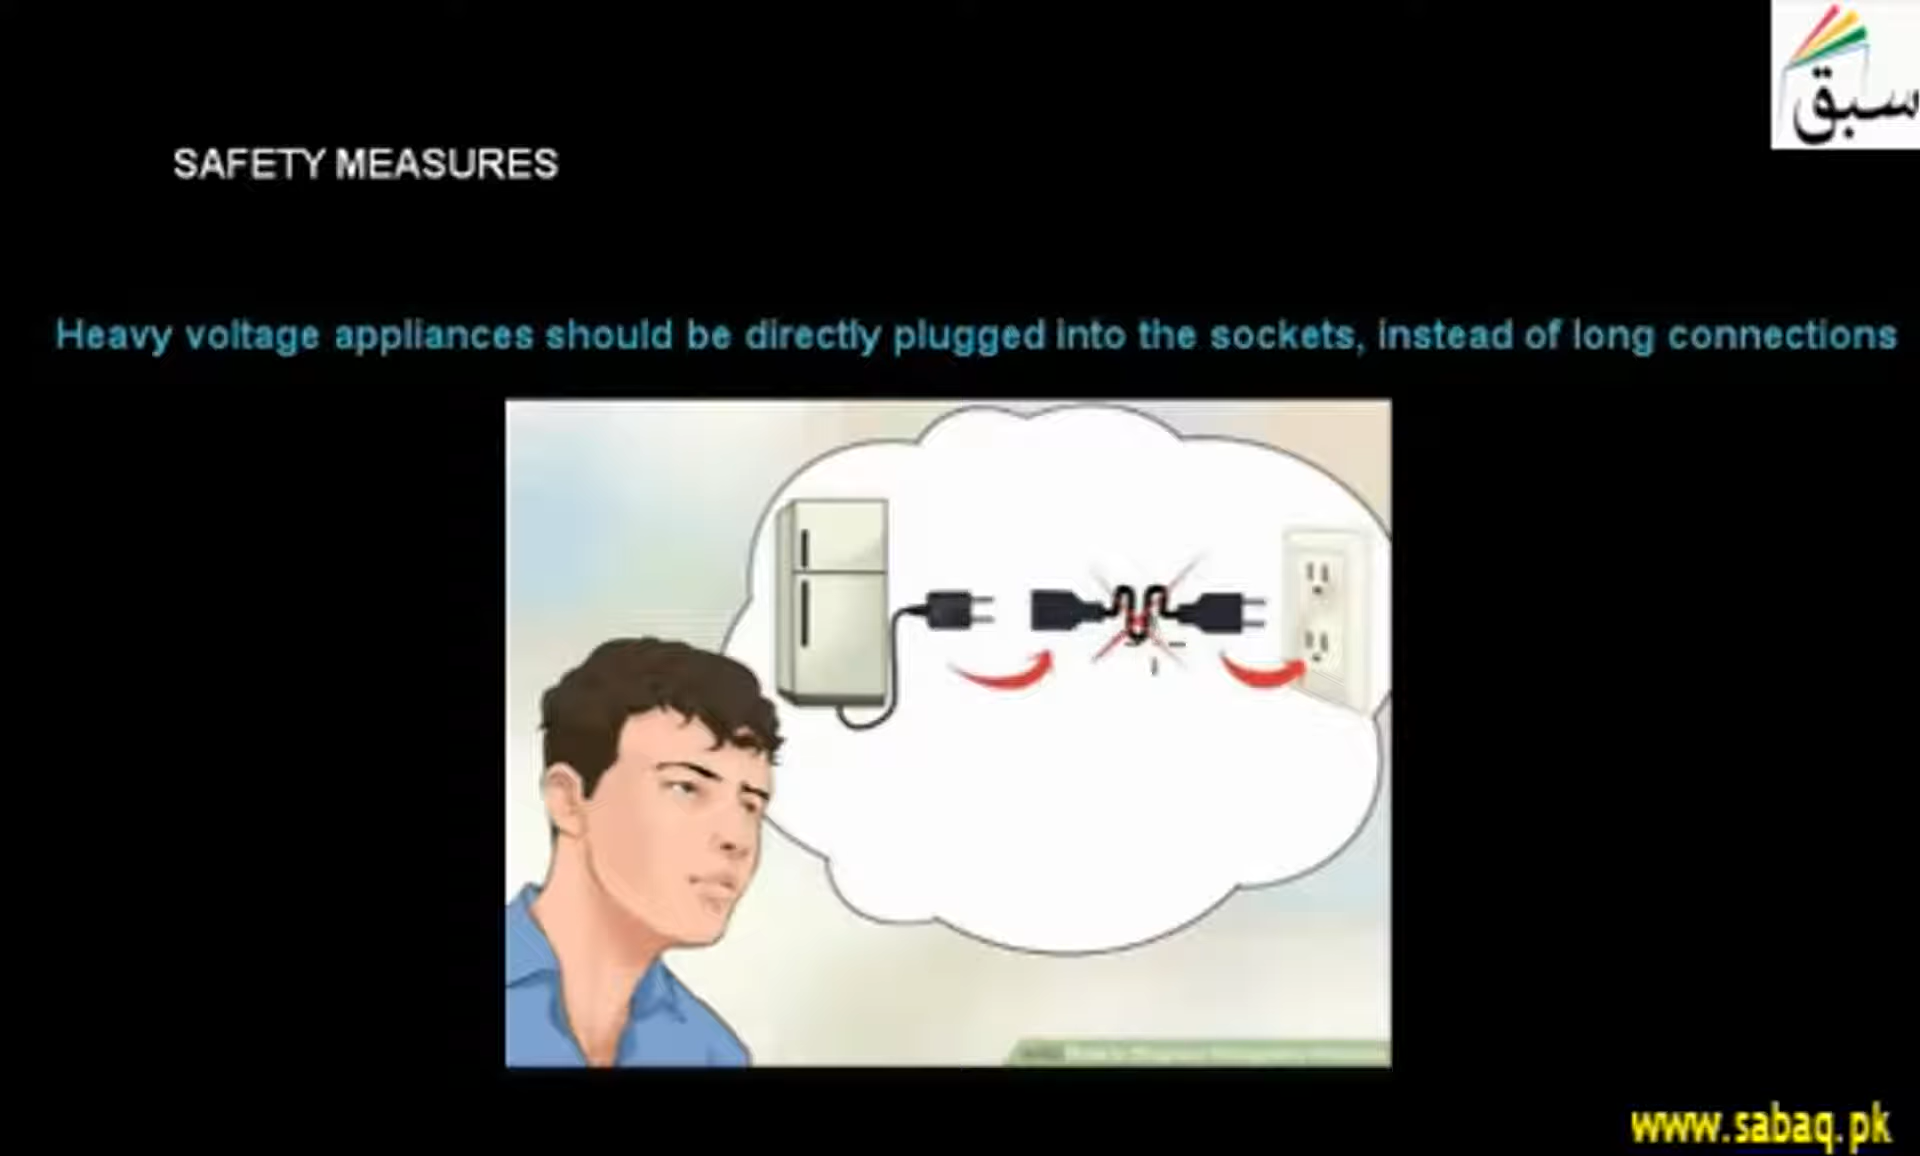 سبق
SAFETY MEASURES
Heavy voltage appliances should be directly plugged into the sockets, instead of long connections
www.sabaq.pk